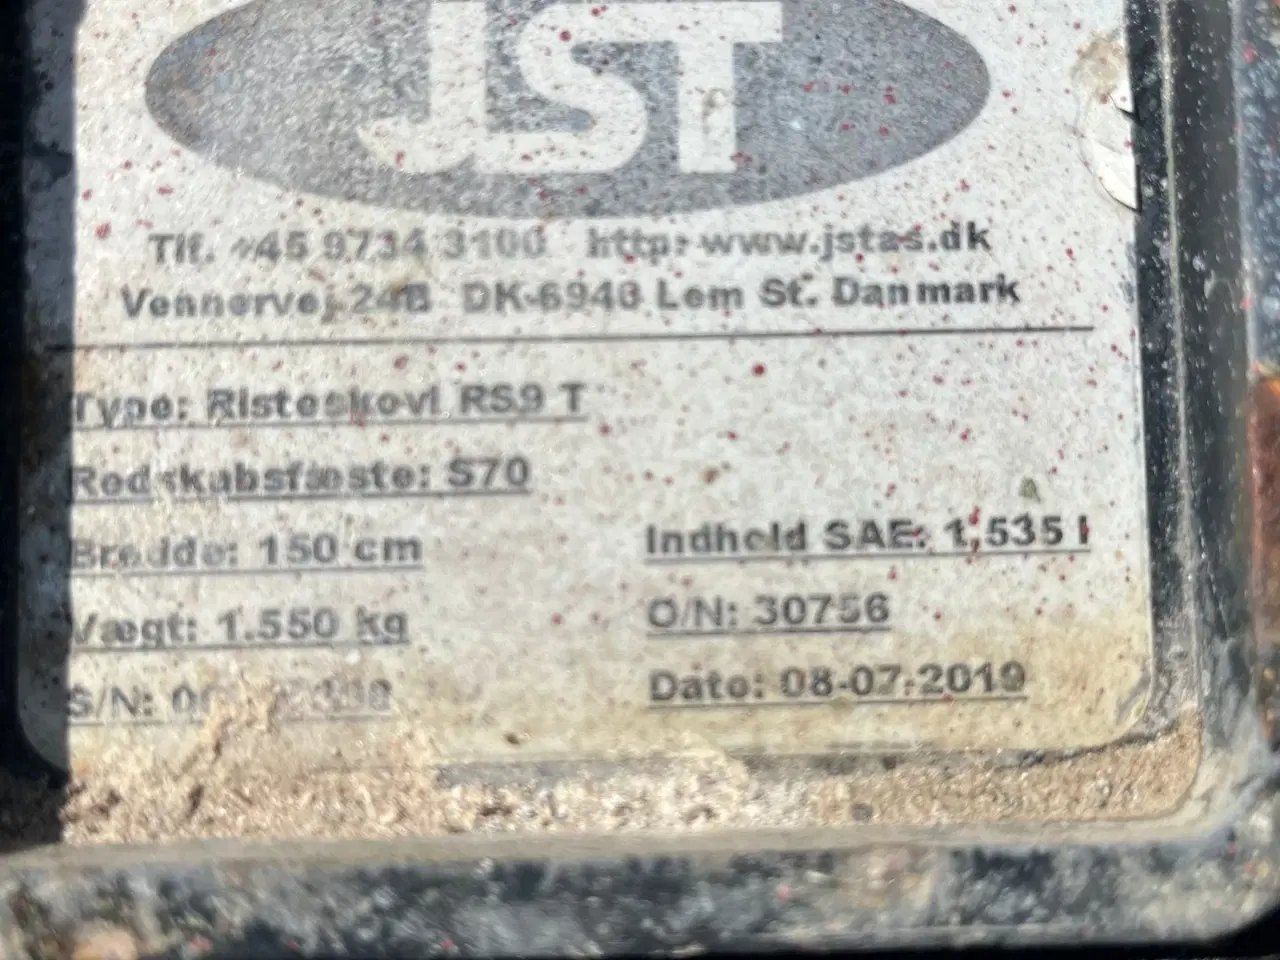 JST
Tlf. +45 9734 3100 http: www.jstas.dk
Vennervej 24B DK-6940 Lem St. Danmark
Type: Risteskovl RS9 T
Redskabsfæste: S70
Bredde: 150 cm Indhold SAE: 1,535 l
Vægt: 1.550 kg O/N: 30756
S/N: Date: 08-07-2019